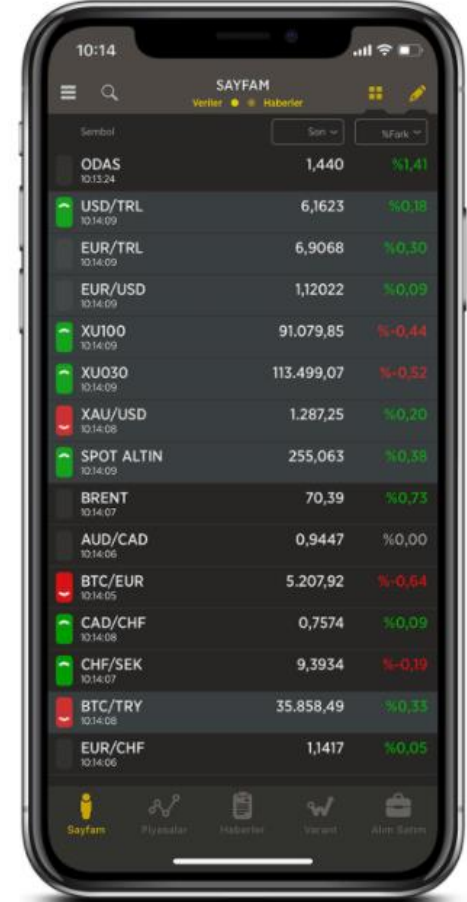 10:14
SAYFAM
Veriler Haberler
Sembol Son %Fark
ODAS 1,440 %1,41
10:13:24
USD/TRL 6,1623 %0,18
10:14:09
EUR/TRL 6,9068 %0,30
10:14:09
EUR/USD 1,12022 %0,09
10:14:09
XU100 91.079,85 %-0,44
10:14:09
XU030 113.499,07 %-0,52
10:14:09
XAU/USD 1.287,25 %0,20
10:14:08
SPOT ALTIN 255,063 %0,38
10:14:09
BRENT 70,39 %0,73
10:14:07
AUD/CAD 0,9447 %0,00
10:14:06
BTC/EUR 5.207,92 %-0,64
10:14:05
CAD/CHF 0,7574 %0,09
10:14:08
CHF/SEK 9,3934 %-0,19
10:14:07
BTC/TRY 35.858,49 %0,33
10:14:08
EUR/CHF 1,1417 %0,05
10:14:06
Sayfam Piyasalar Haberler Varant Alım Satım